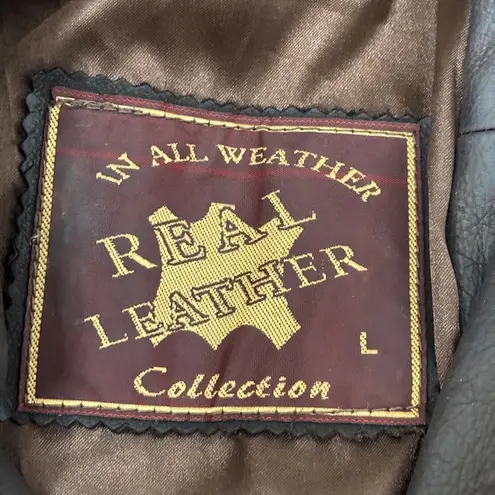 IN ALL WEATHER
REAL
LEATHER
L
Collection